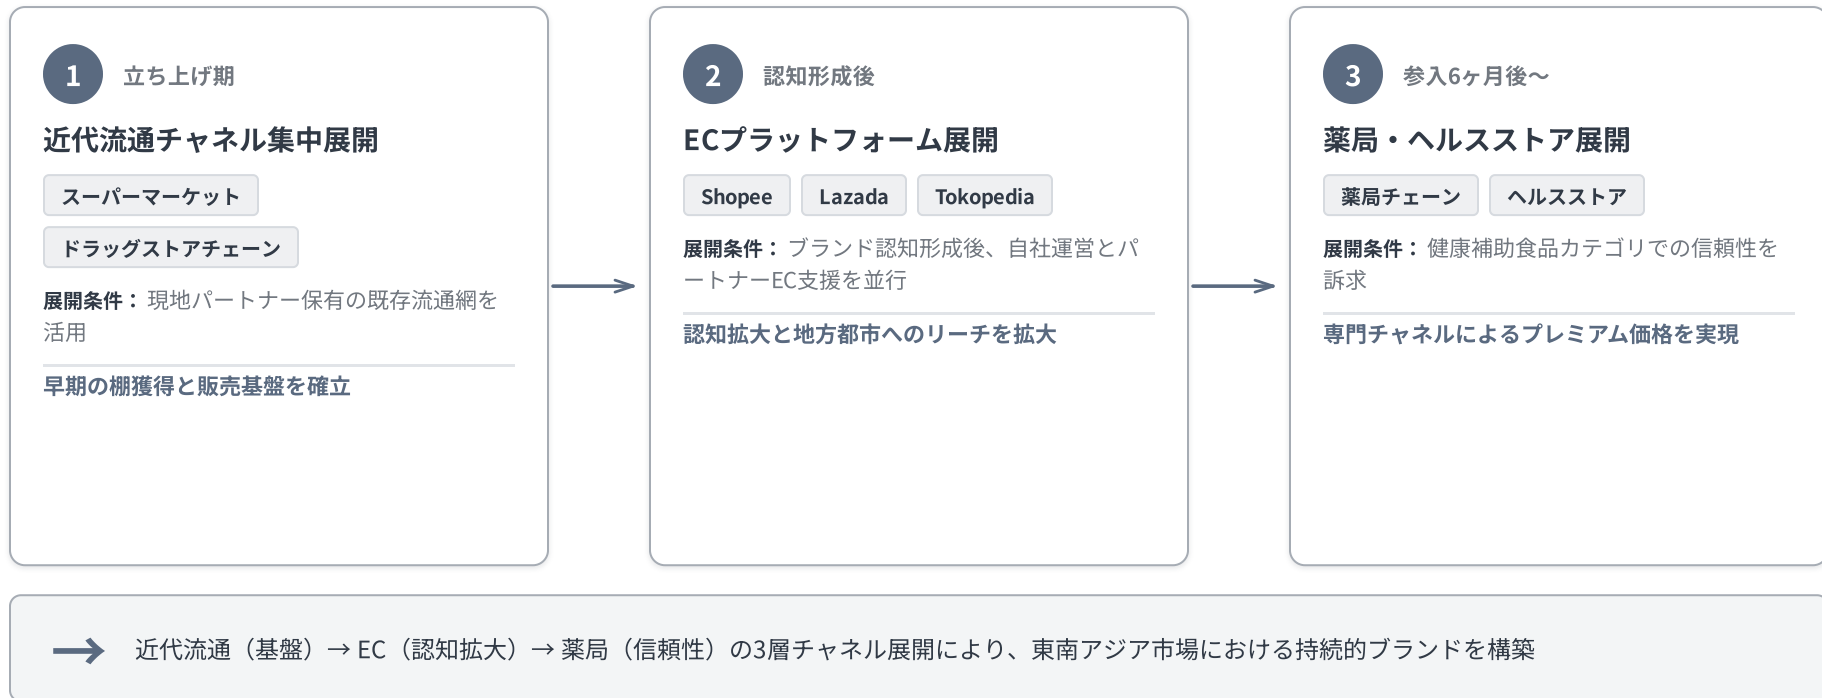 1 立ち上げ期
近代流通チャネル集中展開
スーパーマーケット
ドラッグストアチェーン
展開条件： 現地パートナー保有の既存流通網を
活用
早期の棚獲得と販売基盤を確立
2 認知形成後
ECプラットフォーム展開
Shopee Lazada Tokopedia
展開条件： ブランド認知形成後、自社運営とパ
ートナーEC支援を並行
認知拡大と地方都市へのリーチを拡大
3 参入6ヶ月後～
薬局・ヘルスストア展開
薬局チェーン ヘルスストア
展開条件： 健康補助食品カテゴリでの信頼性を
訴求
専門チャネルによるプレミアム価格を実現
近代流通（基盤）→ EC（認知拡大）→ 薬局（信頼性）の3層チャネル展開により、東南アジア市場における持続的ブランドを構築